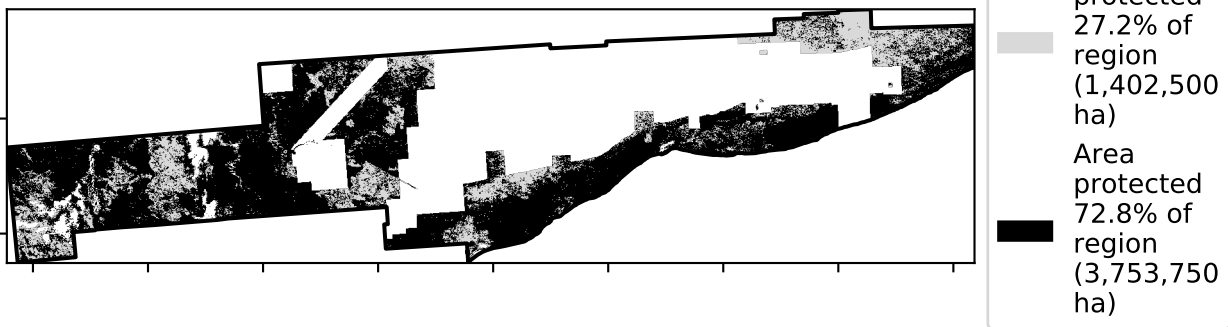 protected
27.2% of
region
(1,402,500
ha)
Area
protected
72.8% of
region
(3,753,750
ha)